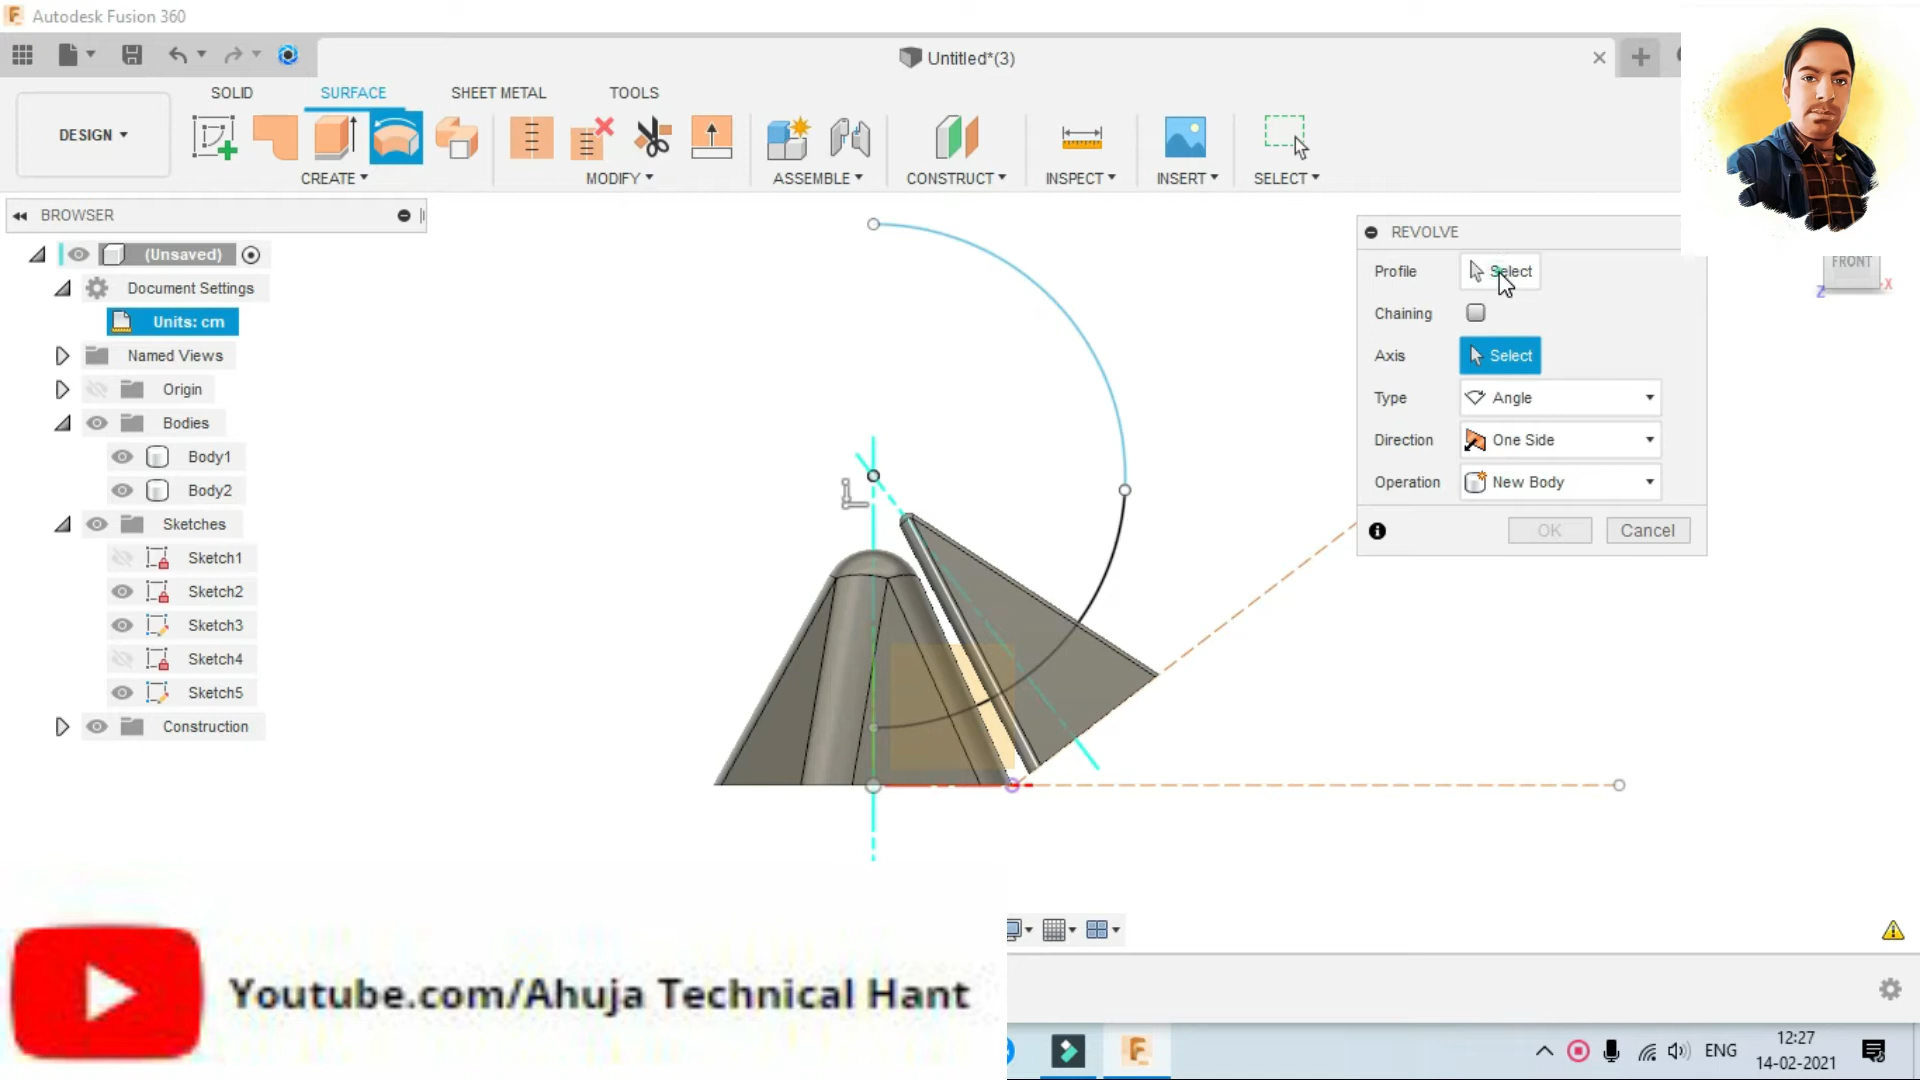 Autodesk Fusion 360
Untitled*(3)
SOLID SURFACE SHEET METAL TOOLS
DESIGN
CREATE MODIFY ASSEMBLE CONSTRUCT INSPECT INSERT SELECT
BROWSER
(Unsaved)
Document Settings
Units: cm
Named Views
Origin
Bodies
Body1
Body2
Sketches
Sketch1
Sketch2
Sketch3
Sketch4
Sketch5
Construction
REVOLVE
Profile Select
Chaining
Axis Select
Type Angle
Direction One Side
Operation New Body
OK Cancel
FRONT
Z X
Youtube.com/Ahuja Technical Hant
ENG
12:27
14-02-2021